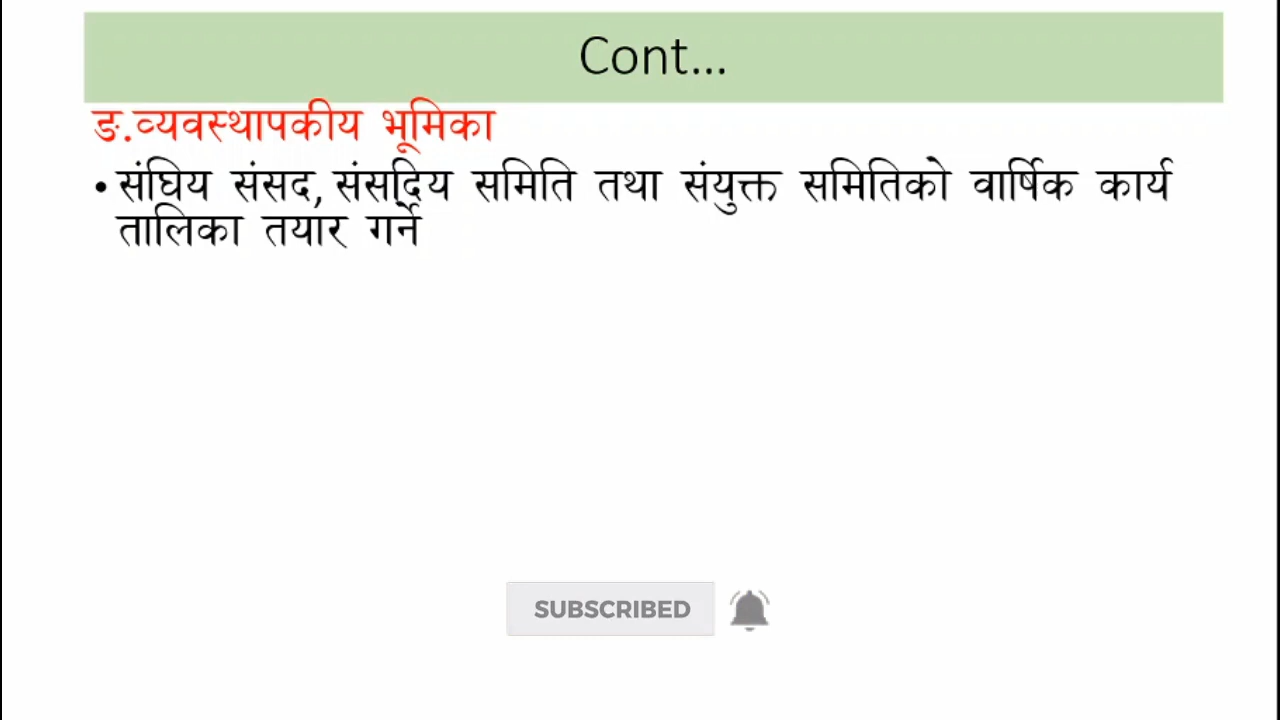 Cont...
ङ.व्यवस्थापकीय भूमिका
• संघिय संसद, संसदिय समिति तथा संयुक्त समितिको वार्षिक कार्य
तालिका तयार गर्ने
SUBSCRIBED